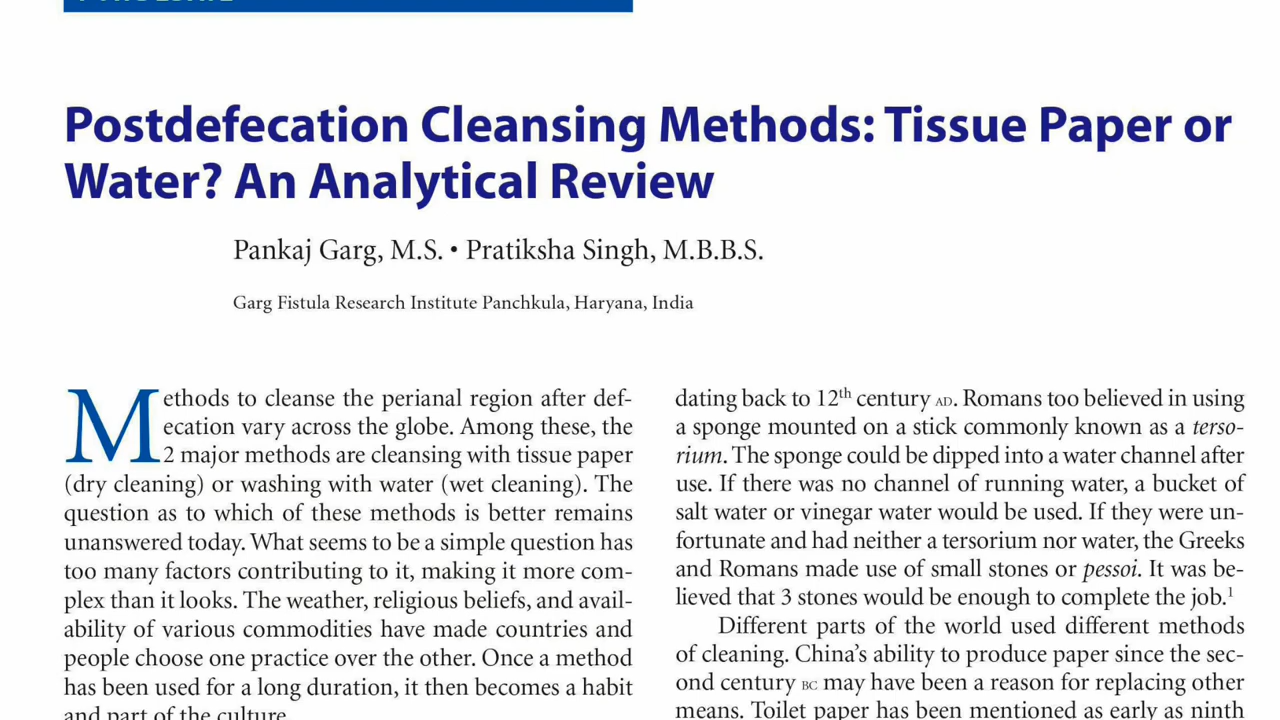 Postdefecation Cleansing Methods: Tissue Paper or
Water? An Analytical Review
Pankaj Garg, M.S. • Pratiksha Singh, M.B.B.S.
Garg Fistula Research Institute Panchkula, Haryana, India
Methods to cleanse the perianal region after def-
ecation vary across the globe. Among these, the
2 major methods are cleansing with tissue paper
(dry cleaning) or washing with water (wet cleaning). The
question as to which of these methods is better remains
unanswered today. What seems to be a simple question has
too many factors contributing to it, making it more com-
plex than it looks. The weather, religious beliefs, and avail-
ability of various commodities have made countries and
people choose one practice over the other. Once a method
has been used for a long duration, it then becomes a habit
and part of the culture.
dating back to 12th century AD. Romans too believed in using
a sponge mounted on a stick commonly known as a terso-
rium. The sponge could be dipped into a water channel after
use. If there was no channel of running water, a bucket of
salt water or vinegar water would be used. If they were un-
fortunate and had neither a tersorium nor water, the Greeks
and Romans made use of small stones or pessoi. It was be-
lieved that 3 stones would be enough to complete the job.1
Different parts of the world used different methods
of cleaning. China's ability to produce paper since the sec-
ond century BC may have been a reason for replacing other
means. Toilet paper has been mentioned as early as ninth